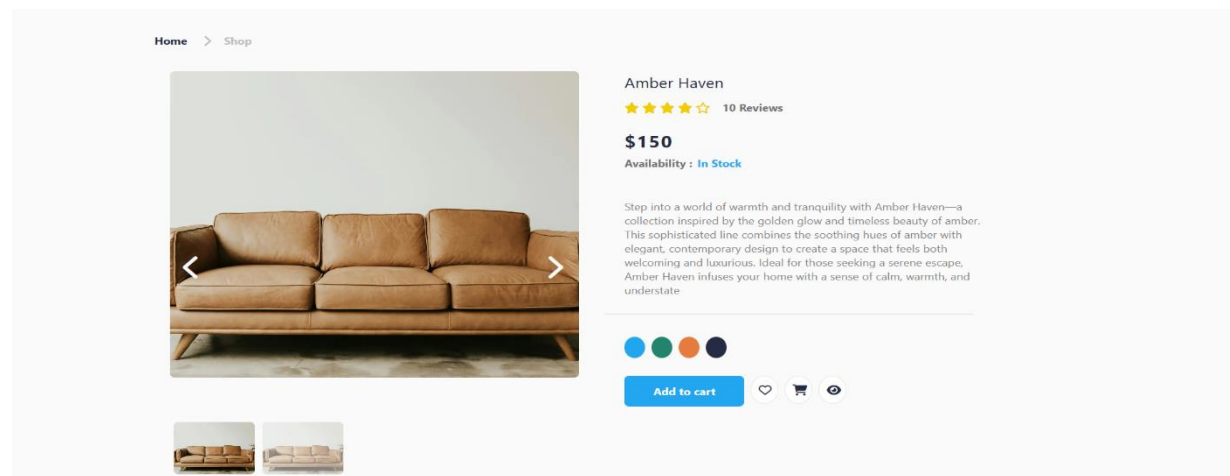 Home > Shop
Amber Haven
10 Reviews
$150
Availability : In Stock
Step into a world of warmth and tranquility with Amber Haven—a
collection inspired by the golden glow and timeless beauty of amber.
This sophisticated line combines the soothing hues of amber with
elegant, contemporary design to create a space that feels both
welcoming and luxurious. Ideal for those seeking a serene escape,
Amber Haven infuses your home with a sense of calm, warmth, and
understate
Add to cart